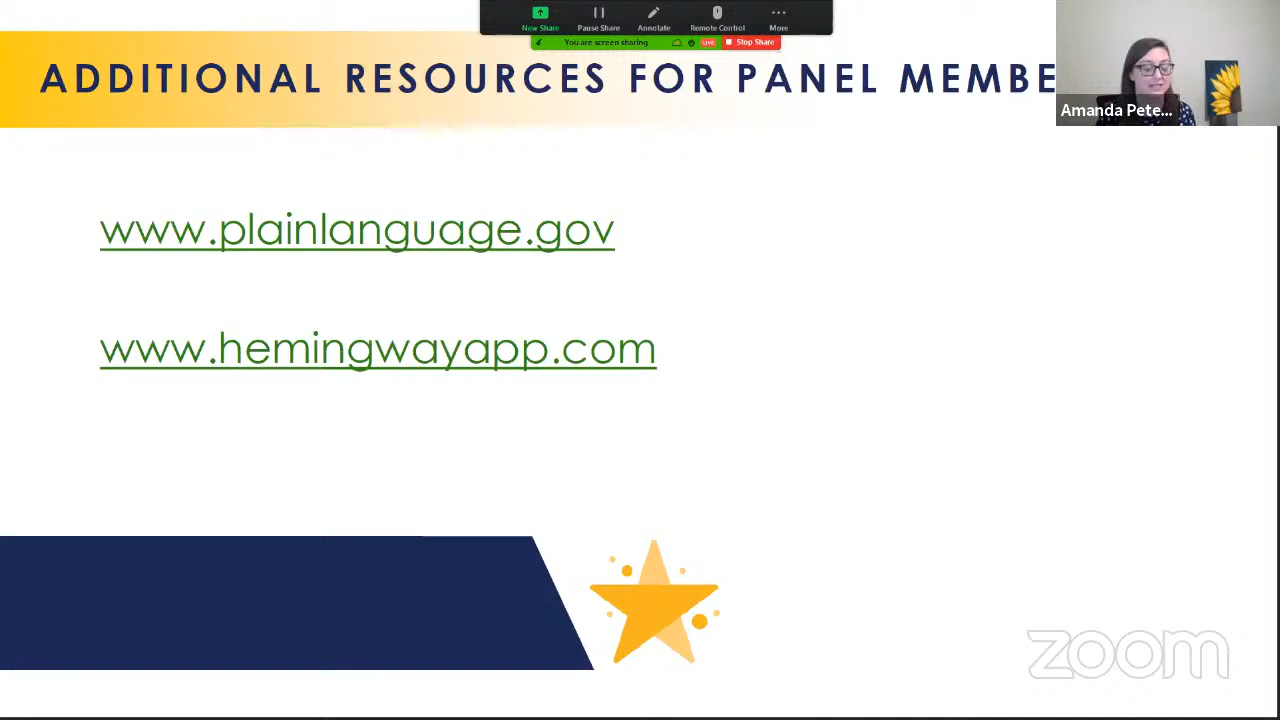 New Share
Pause Share
Annotate
Remote Control
More
You are screen sharing
LIVE
Stop Share
ADDITIONAL RESOURCES FOR PANEL MEMBE
Amanda Pete...
www.plainlanguage.gov
www.hemingwayapp.com
zoom